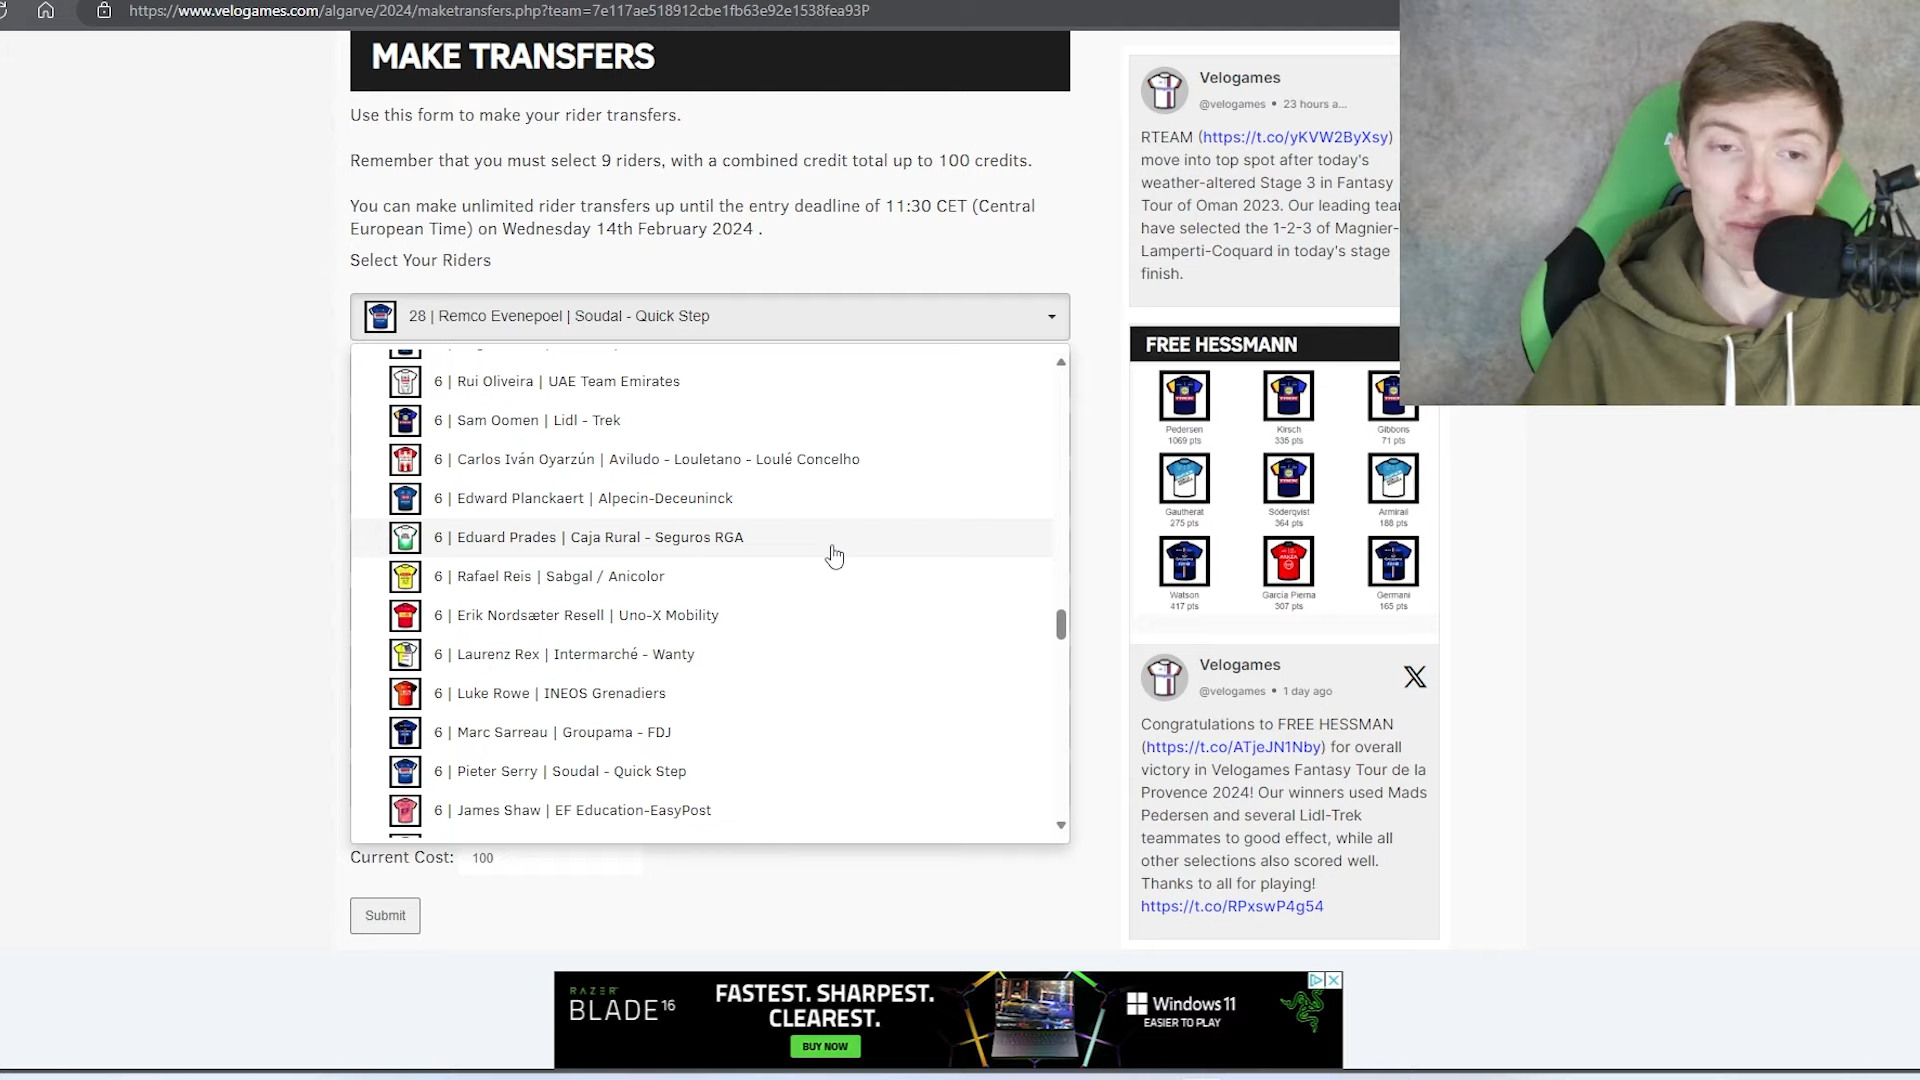 https://www.velogames.com/algarve/2024/maketransfers.php?team=7e117ae518912cbe1fb63e92e1538fea93P
MAKE TRANSFERS
Use this form to make your rider transfers.
Remember that you must select 9 riders, with a combined credit total up to 100 credits.
You can make unlimited rider transfers up until the entry deadline of 11:30 CET (Central
European Time) on Wednesday 14th February 2024 .
Select Your Riders
28 | Remco Evenepoel | Soudal - Quick Step
6 | Rui Oliveira | UAE Team Emirates
6 | Sam Oomen | Lidl - Trek
6 | Carlos Iván Oyarzún | Aviludo - Louletano - Loulé Concelho
6 | Edward Planckaert | Alpecin-Deceuninck
6 | Eduard Prades | Caja Rural - Seguros RGA
6 | Rafael Reis | Sabgal / Anicolor
6 | Erik Nordsæter Resell | Uno-X Mobility
6 | Laurenz Rex | Intermarché - Wanty
6 | Luke Rowe | INEOS Grenadiers
6 | Marc Sarreau | Groupama - FDJ
6 | Pieter Serry | Soudal - Quick Step
6 | James Shaw | EF Education-EasyPost
Current Cost: 100
Submit
Velogames
@velogames • 23 hours a...
RTEAM (https://t.co/yKVW2ByXsy)
move into top spot after today's
weather-altered Stage 3 in Fantasy
Tour of Oman 2023. Our leading tea
have selected the 1-2-3 of Magnier-
Lamperti-Coquard in today's stage
finish.
FREE HESSMANN
Pedersen Kirsch Gibbons
1069 pts 335 pts 71 pts
Gautherat Söderqvist Armirail
275 pts 364 pts 188 pts
Watson García Pierna Germani
417 pts 307 pts 165 pts
Velogames
@velogames • 1 day ago
Congratulations to FREE HESSMAN
(https://t.co/ATjeJN1Nby) for overall
victory in Velogames Fantasy Tour de la
Provence 2024! Our winners used Mads
Pedersen and several Lidl-Trek
teammates to good effect, while all
other selections also scored well.
Thanks to all for playing!
https://t.co/RPxswP4g54
RAZER
BLADE 16
FASTEST. SHARPEST.
CLEAREST.
BUY NOW
Windows 11
EASIER TO PLAY